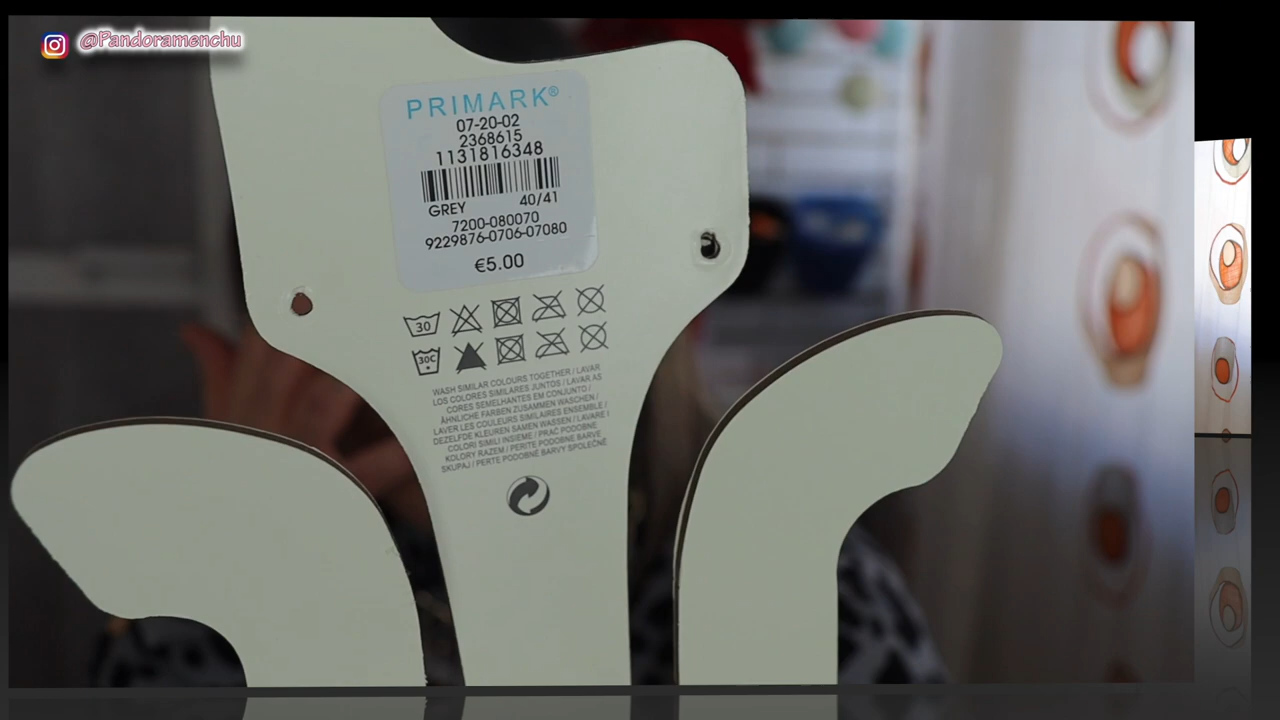 @Pandoramenchu
PRIMARK®
07-20-02
2368615
1131816348
GREY 40/41
7200-080070
9229876-0706-07080
€5.00
30
30C
WASH SIMILAR COLOURS TOGETHER / LAVAR
LOS COLORES SIMILARES JUNTOS / LAVAR AS
CORES SEMELHANTES EM CONJUNTO /
ÄHNLICHE FARBEN ZUSAMMEN WASCHEN /
LAVER LES COULEURS SIMILAIRES ENSEMBLE /
DEZELFDE KLEUREN SAMEN WASSEN / LAVARE I
COLORI SIMILI INSIEME / PRAĆ PODOBNE
KOLORY RAZEM / PERITE PODOBNE BARVE
SKUPAJ / PERTE PODOBNÉ BARVY SPOLEČNĚ